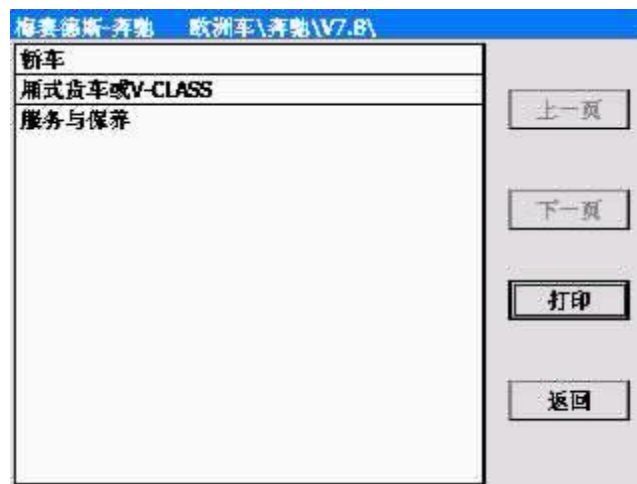 梅赛德斯-奔驰 欧洲车\奔驰\V7.8\
轿车
厢式货车或V-CLASS
服务与保养
上一页
下一页
打印
返回